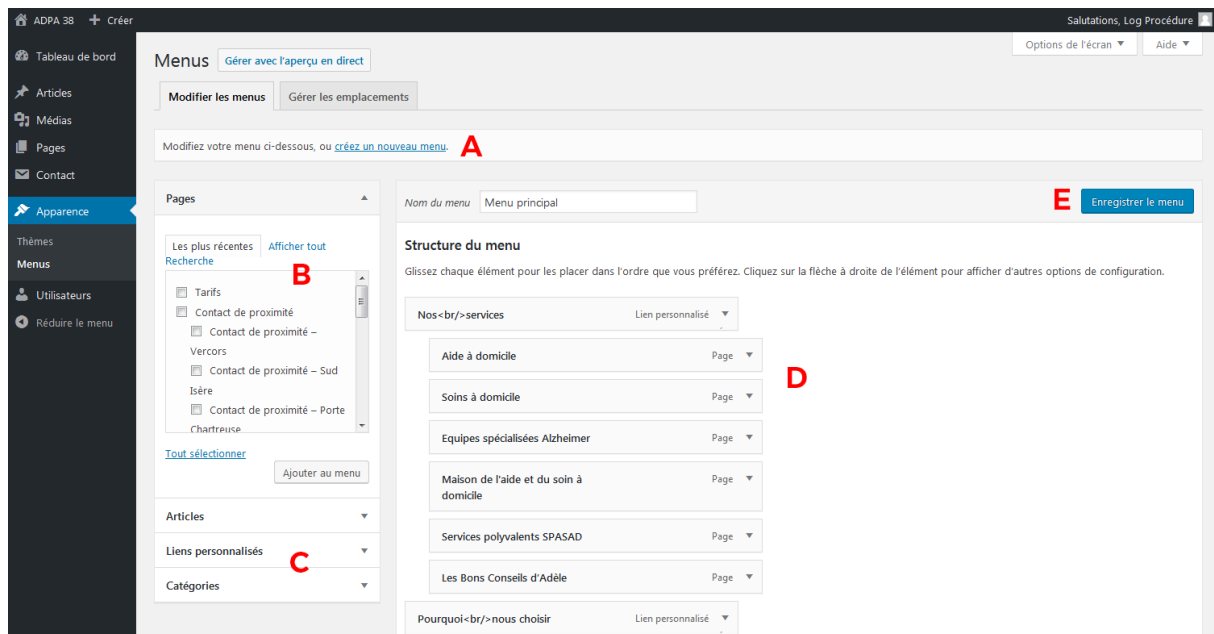 ADPA 38 Créer
Salutations, Log Procédure
Options de l'écran
Aide
Tableau de bord
Articles
Médias
Pages
Contact
Apparence
Thèmes
Menus
Utilisateurs
Réduire le menu
Menus Gérer avec l'aperçu en direct
Modifier les menus Gérer les emplacements
Modifiez votre menu ci-dessous, ou créez un nouveau menu. A
Pages
Les plus récentes Afficher tout
Recherche
B
Tarifs
Contact de proximité
Contact de proximité –
Vercors
Contact de proximité – Sud
Isère
Contact de proximité – Porte
Chartreuse
Tout sélectionner
Ajouter au menu
Articles
Liens personnalisés
C
Catégories
Nom du menu Menu principal
E Enregistrer le menu
Structure du menu
Glissez chaque élément pour les placer dans l'ordre que vous préférez. Cliquez sur la flèche à droite de l'élément pour afficher d'autres options de configuration.
Nos<br/>services Lien personnalisé
Aide à domicile Page
D
Soins à domicile Page
Equipes spécialisées Alzheimer Page
Maison de l'aide et du soin à Page
domicile
Services polyvalents SPASAD Page
Les Bons Conseils d'Adèle Page
Pourquoi<br/>nous choisir Lien personnalisé